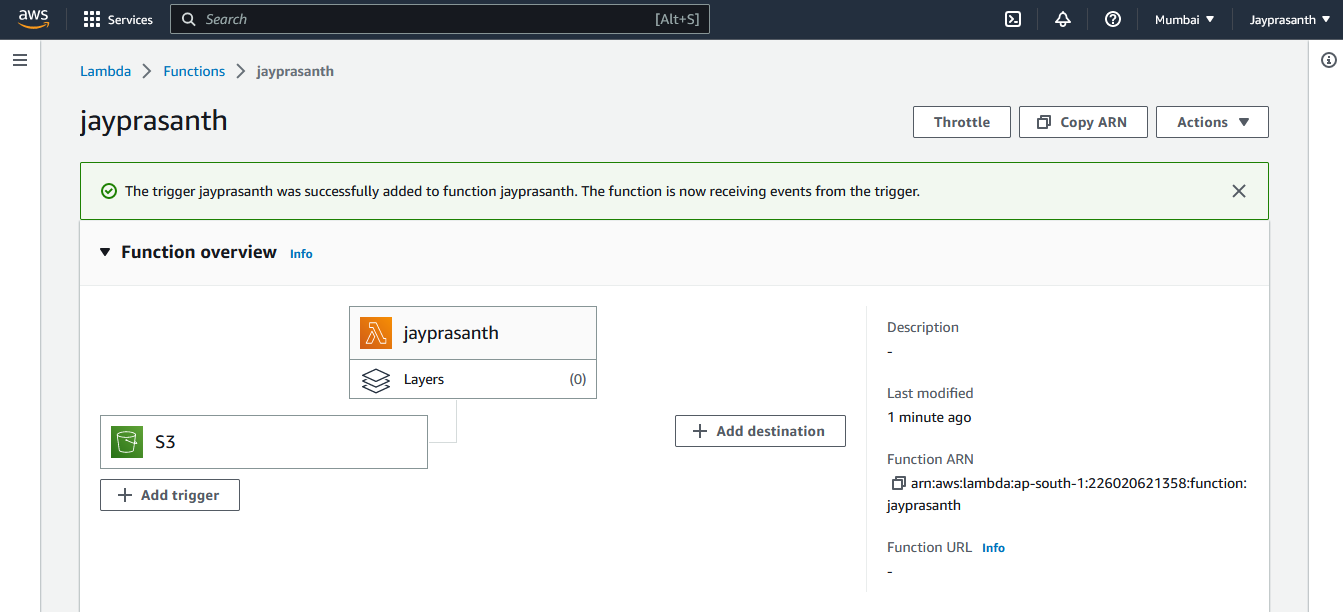 aws Services Search [Alt+S] Mumbai Jayprasanth
Lambda Functions jayprasanth
jayprasanth
Throttle Copy ARN Actions
The trigger jayprasanth was successfully added to function jayprasanth. The function is now receiving events from the trigger.
Function overview Info
jayprasanth
Layers (0)
S3
Add trigger
Add destination
Description
-
Last modified
1 minute ago
Function ARN
arn:aws:lambda:ap-south-1:226020621358:function:
jayprasanth
Function URL Info
-